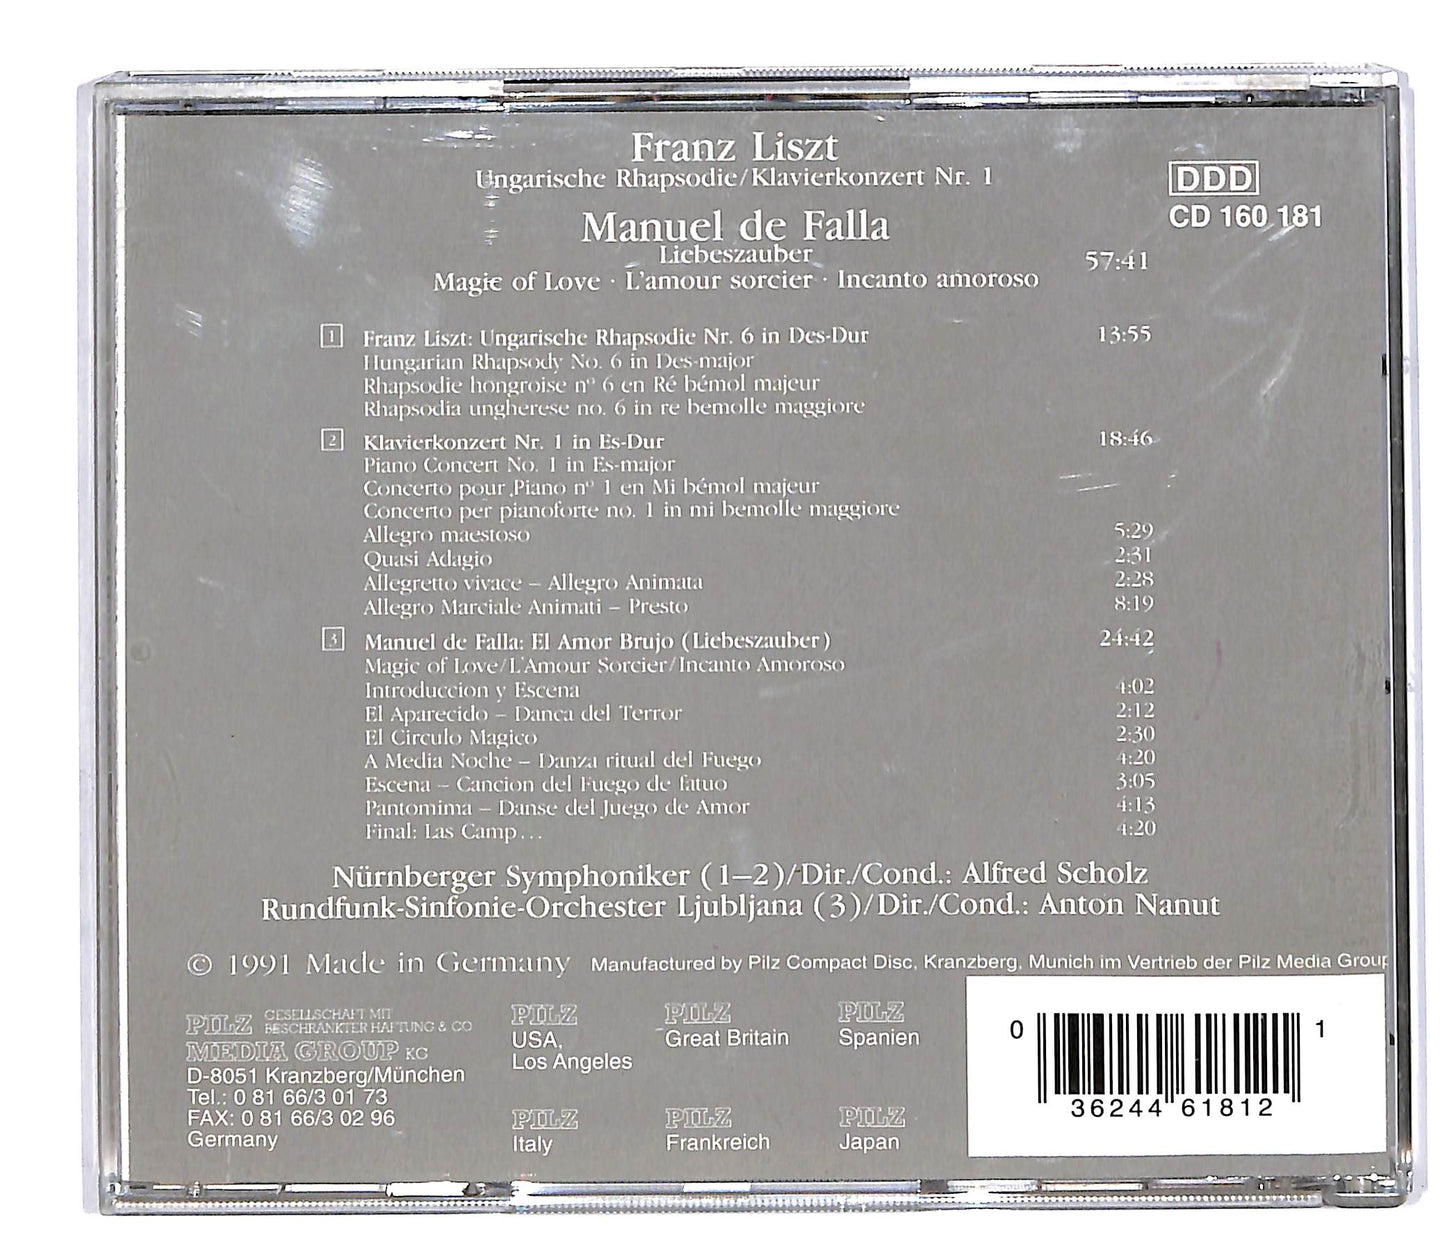 Franz Liszt
Ungarische Rhapsodie/Klavierkonzert Nr. 1
DDD
CD 160 181
Manuel de Falla
Liebeszauber
57:41
Magic of Love · L'amour sorcier · Incanto amoroso
1 Franz Liszt: Ungarische Rhapsodie Nr. 6 in Des-Dur 13:55
Hungarian Rhapsody No. 6 in Des-major
Rhapsodie hongroise nº 6 en Ré bémol majeur
Rhapsodia ungherese no. 6 in re bemolle maggiore
2 Klavierkonzert Nr. 1 in Es-Dur 18:46
Piano Concert No. 1 in Es-major
Concerto pour Piano nº 1 en Mi bémol majeur
Concerto per pianoforte no. 1 in mi bemolle maggiore
Allegro maestoso 5:29
Quasi Adagio 2:31
Allegretto vivace – Allegro Animata 2:28
Allegro Marciale Animati – Presto 8:19
3 Manuel de Falla: El Amor Brujo (Liebeszauber) 24:42
Magic of Love/L'Amour Sorcier/Incanto Amoroso
Introduccion y Escena 4:02
El Aparecido – Danca del Terror 2:12
El Circulo Magico 2:30
A Media Noche – Danza ritual del Fuego 4:20
Escena – Cancion del Fuego de fatuo 3:05
Pantomima – Danse del Juego de Amor 4:13
Final: Las Camp... 4:20
Nürnberger Symphoniker (1–2)/Dir./Cond.: Alfred Scholz
Rundfunk-Sinfonie-Orchester Ljubljana (3)/Dir./Cond.: Anton Nanut
© 1991 Made in Germany Manufactured by Pilz Compact Disc, Kranzberg, Munich im Vertrieb der Pilz Media Group
PILZ GESELLSCHAFT MIT
BESCHRÄNKTER HAFTUNG & CO
MEDIA GROUP KG
D-8051 Kranzberg/München
Tel.: 0 81 66/3 01 73
FAX: 0 81 66/3 02 96
Germany
PILZ
USA,
Los Angeles
PILZ
Great Britain
PILZ
Spanien
PILZ
Italy
PILZ
Frankreich
PILZ
Japan
0 36244 61812 1